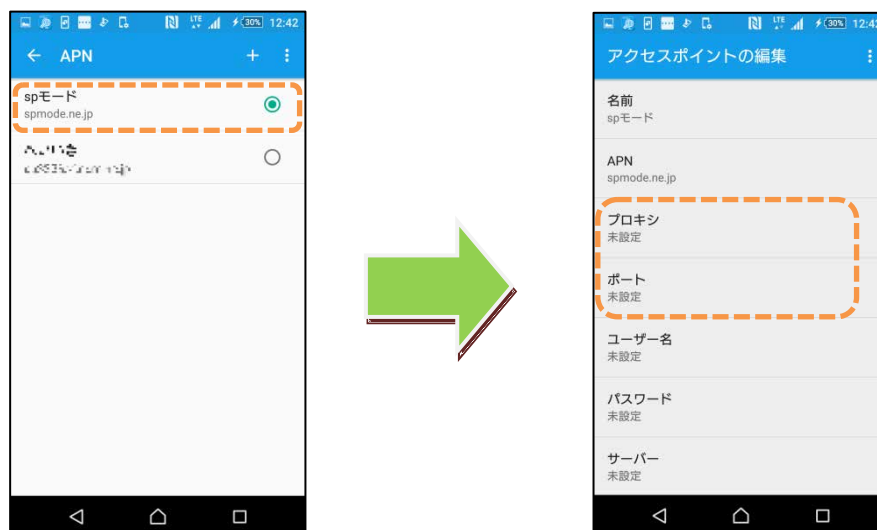 LTE 30% 12:42
APN
spモード
spmode.ne.jp
LTE 30% 12:42
アクセスポイントの編集
名前
spモード
APN
spmode.ne.jp
プロキシ
未設定
ポート
未設定
ユーザー名
未設定
パスワード
未設定
サーバー
未設定